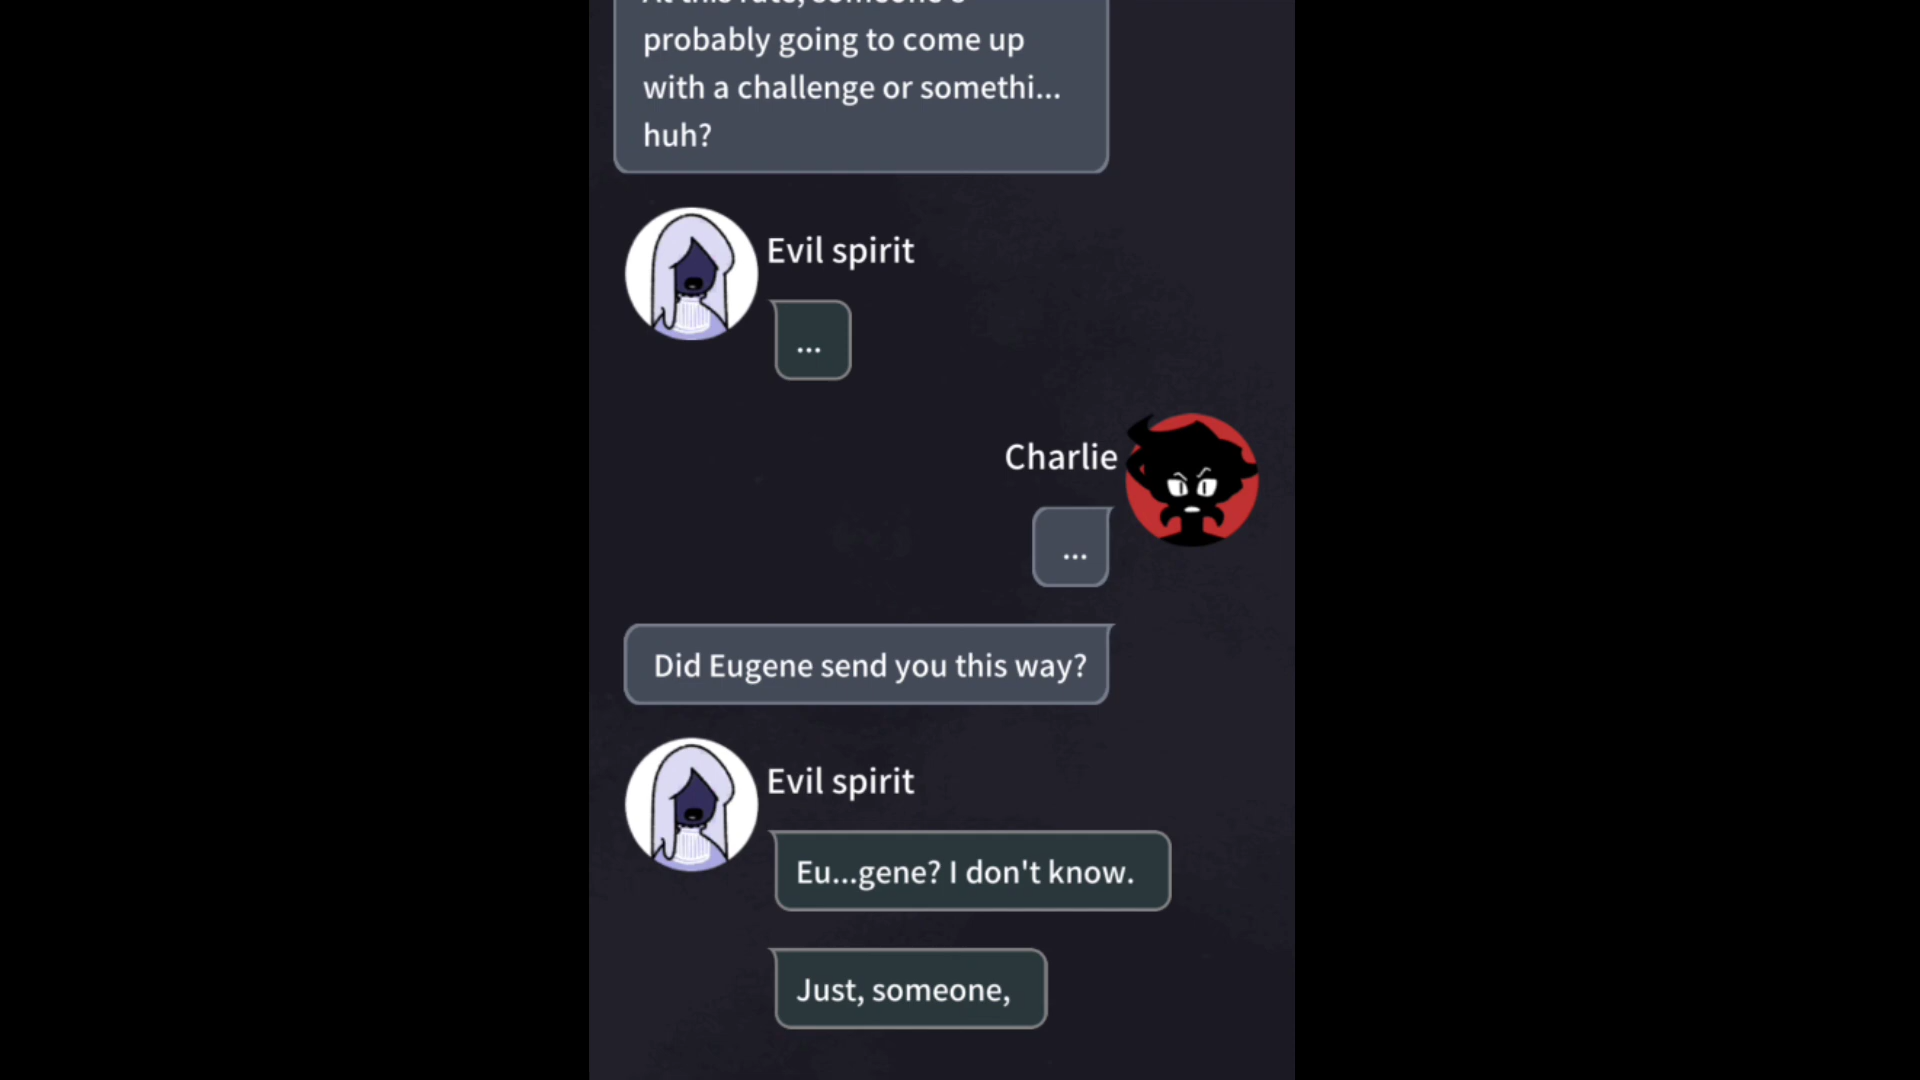 probably going to come up
with a challenge or somethi...
huh?
Evil spirit
...
Charlie
...
Did Eugene send you this way?
Evil spirit
Eu...gene? I don't know.
Just, someone,